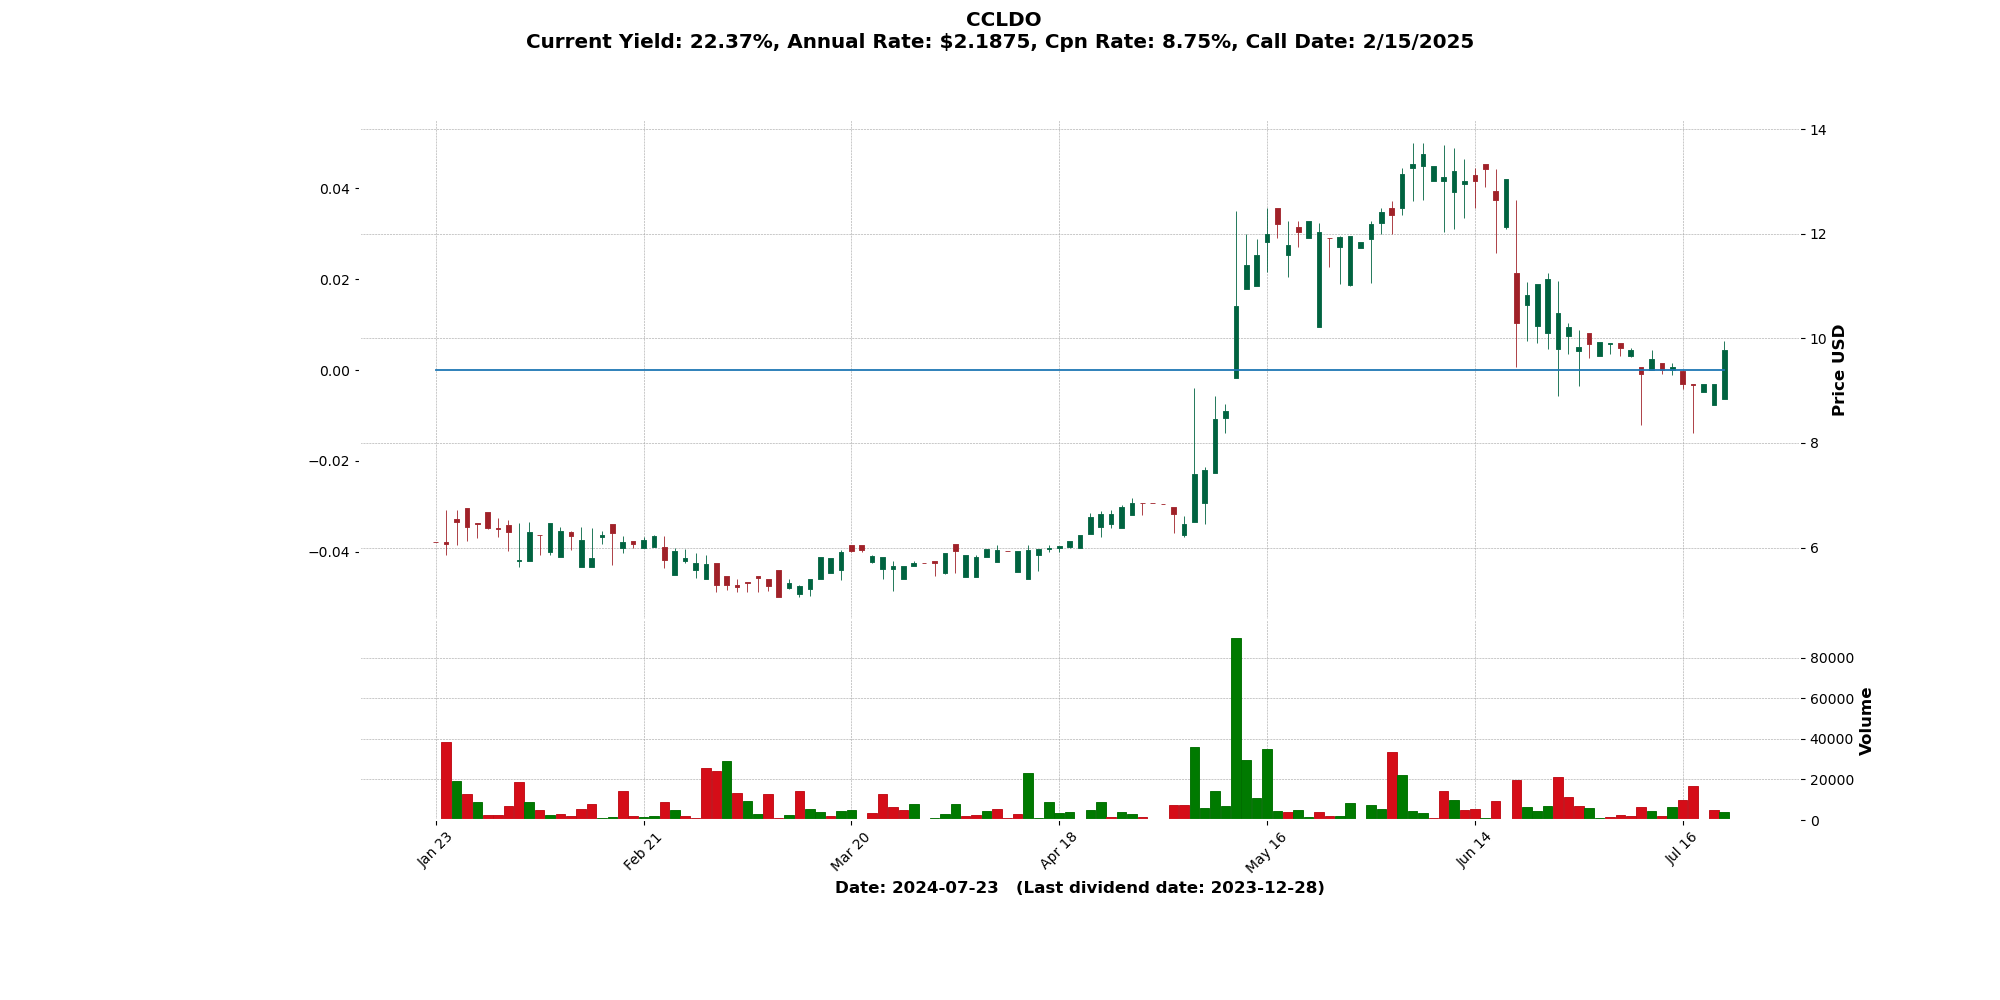 CCLDO
Current Yield: 22.37%, Annual Rate: $2.1875, Cpn Rate: 8.75%, Call Date: 2/15/2025
14
0.04
12
0.02
10
Price USD
0.00
8
−0.02
6
−0.04
80000
60000
40000
Volume
20000
0
Jan 23
Feb 21
Mar 20
Apr 18
May 16
Jun 14
Jul 16
Date: 2024-07-23   (Last dividend date: 2023-12-28)